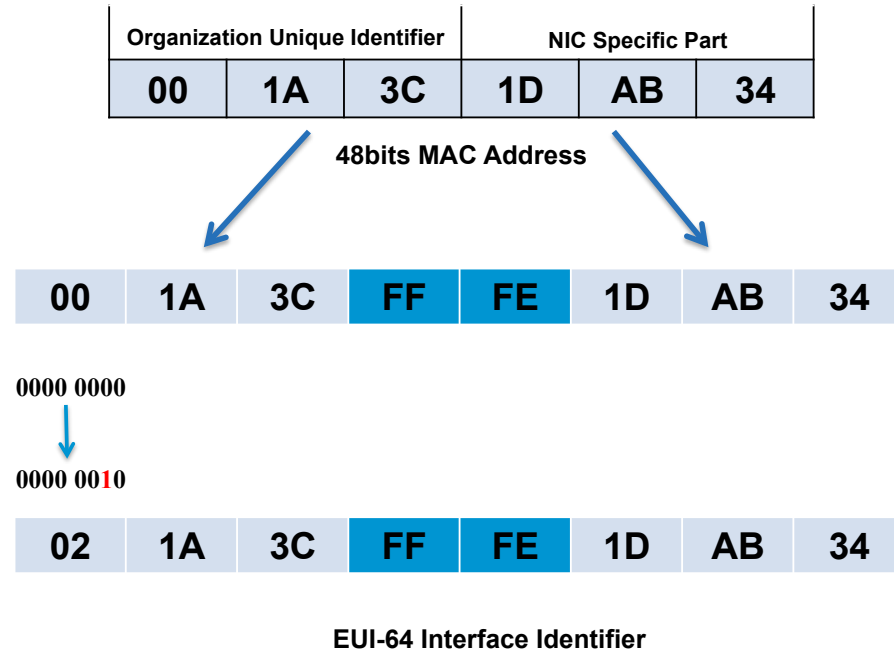 Organization Unique Identifier NIC Specific Part
00 1A 3C 1D AB 34
48bits MAC Address
00 1A 3C FF FE 1D AB 34
0000 0000
0000 0010
02 1A 3C FF FE 1D AB 34
EUI-64 Interface Identifier